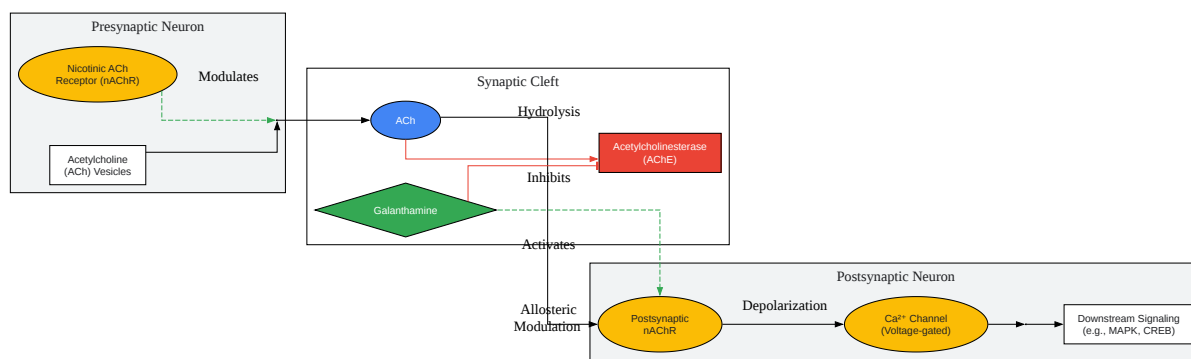 Presynaptic Neuron
Nicotinic ACh
Receptor (nAChR)
Modulates
Acetylcholine
(ACh) Vesicles
Synaptic Cleft
ACh
Hydrolysis
Acetylcholinesterase
(AChE)
Inhibits
Galanthamine
Activates
Allosteric
Modulation
Postsynaptic Neuron
Postsynaptic
nAChR
Depolarization
Ca²⁺ Channel
(Voltage-gated)
Downstream Signaling
(e.g., MAPK, CREB)